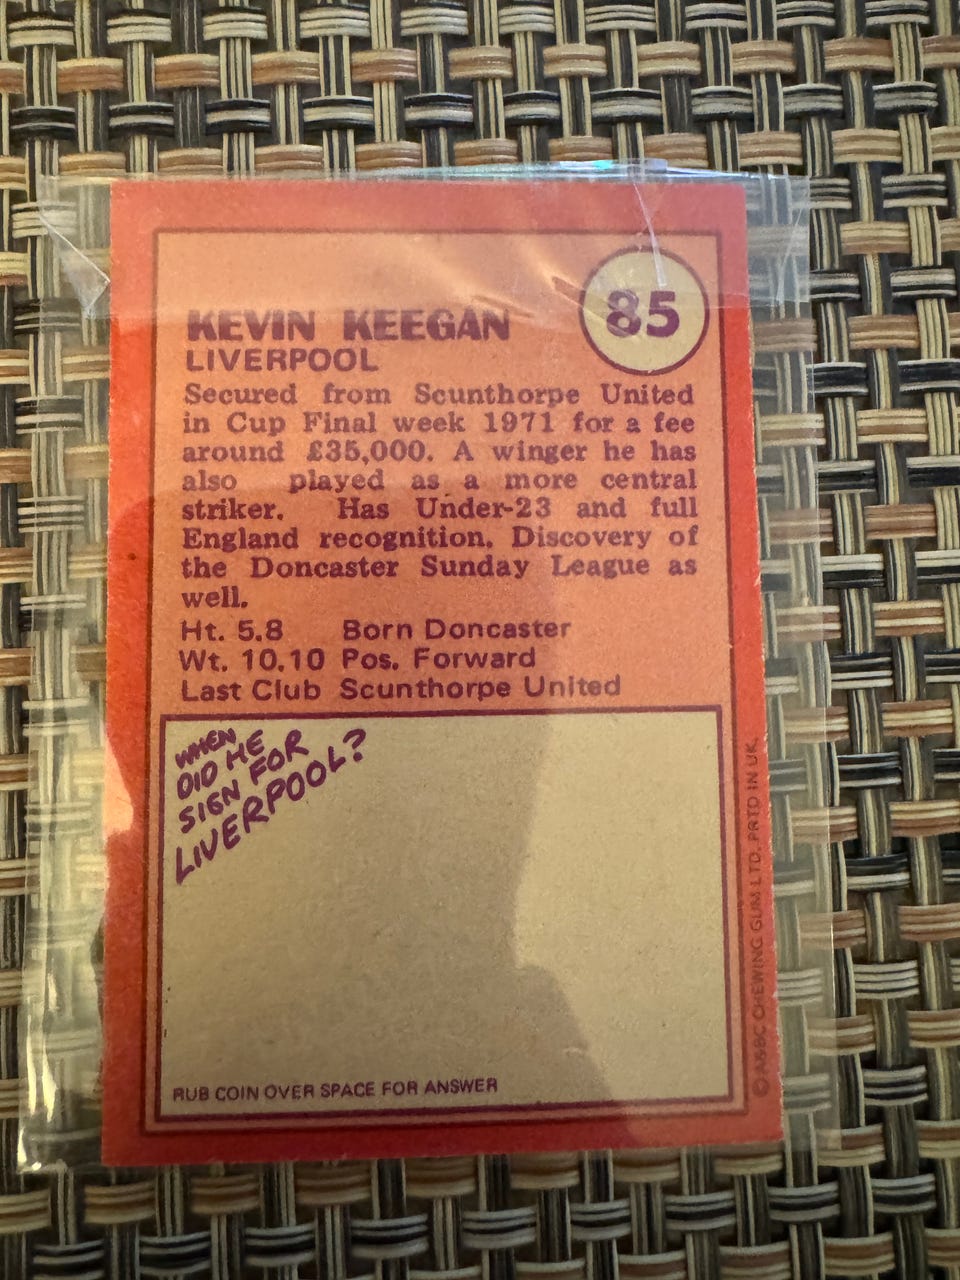 85
KEVIN KEEGAN
LIVERPOOL
Secured from Scunthorpe United
in Cup Final week 1971 for a fee
around £35,000. A winger he has
also played as a more central
striker. Has Under-23 and full
England recognition. Discovery of
the Doncaster Sunday League as
well.
Ht. 5.8 Born Doncaster
Wt. 10.10 Pos. Forward
Last Club Scunthorpe United
WHEN
DID HE
SIGN FOR
LIVERPOOL?
RUB COIN OVER SPACE FOR ANSWER
© A&BC CHEWING GUM LTD. PRTD IN UK.